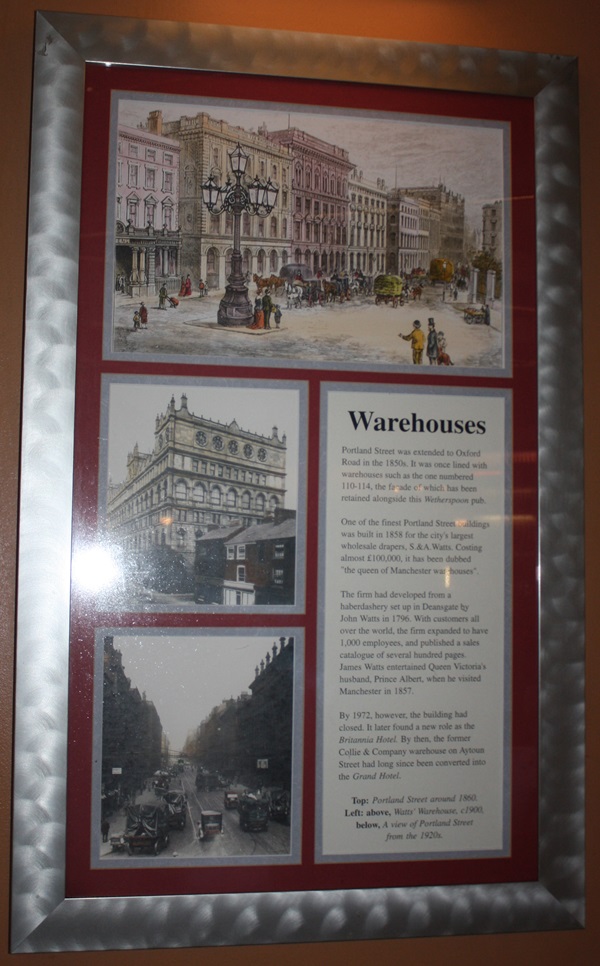 Warehouses
Portland Street was extended to Oxford
Road in the 1850s. It was once lined with
warehouses such as the one numbered
110-114, the façade of which has been
retained alongside this Wetherspoon pub.
One of the finest Portland Street buildings
was built in 1858 for the city's largest
wholesale drapers, S.&A.Watts. Costing
almost £100,000, it has been dubbed
"the queen of Manchester warehouses".
The firm had developed from a
haberdashery set up in Deansgate by
John Watts in 1796. With customers all
over the world, the firm expanded to have
1,000 employees, and published a sales
catalogue of several hundred pages.
James Watts entertained Queen Victoria's
husband, Prince Albert, when he visited
Manchester in 1857.
By 1972, however, the building had
closed. It later found a new role as the
Britannia Hotel. By then, the former
Collie & Company warehouse on Aytoun
Street had long since been converted into
the Grand Hotel.
Top: Portland Street around 1860.
Left: above, Watts' Warehouse, c1900,
below, A view of Portland Street
from the 1920s.